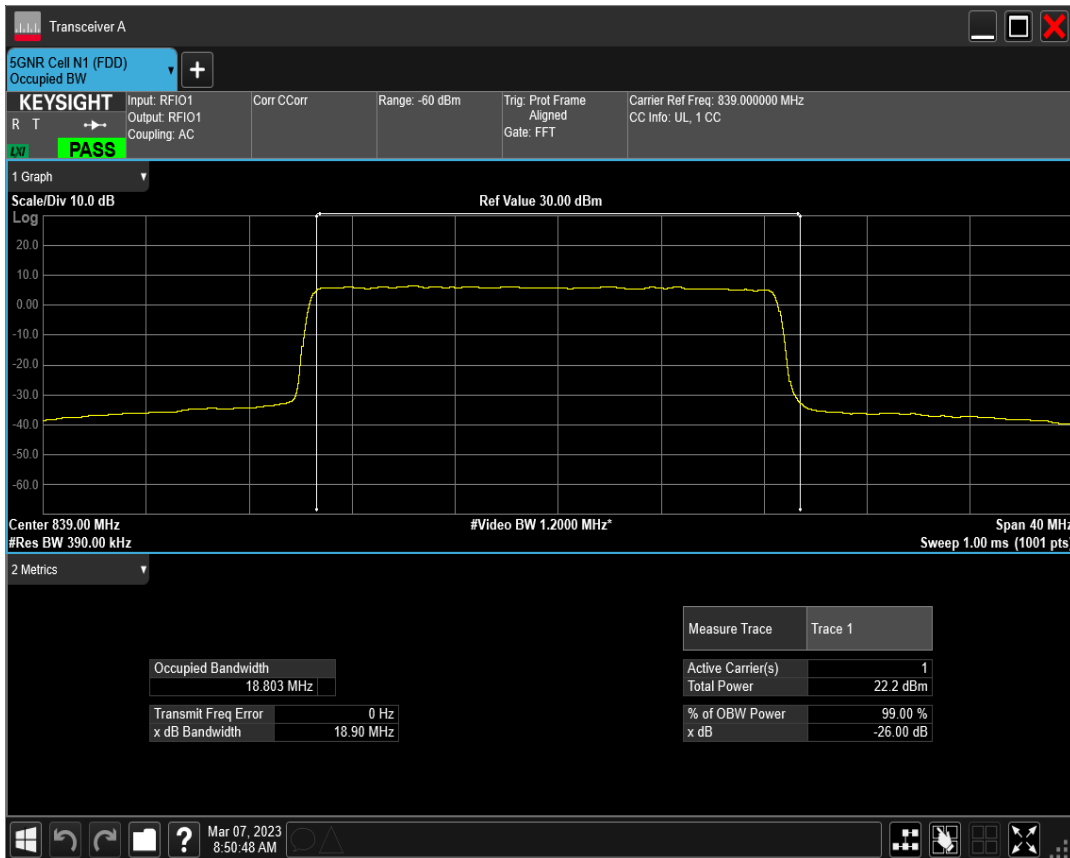 Transceiver A
5GNR Cell N1 (FDD)
Occupied BW
+
KEYSIGHT
R T
LXI
PASS
Input: RFIO1
Output: RFIO1
Coupling: AC
Corr CCorr
Range: -60 dBm
Trig: Prot Frame
Aligned
Gate: FFT
Carrier Ref Freq: 839.000000 MHz
CC Info: UL, 1 CC
1 Graph
Scale/Div 10.0 dB
Ref Value 30.00 dBm
Log
20.0
10.0
0.00
-10.0
-20.0
-30.0
-40.0
-50.0
-60.0
Center 839.00 MHz
#Video BW 1.2000 MHz*
Span 40 MHz
#Res BW 390.00 kHz
Sweep 1.00 ms (1001 pts)
2 Metrics
Measure Trace Trace 1
Occupied Bandwidth
18.803 MHz
Active Carrier(s) 1
Total Power 22.2 dBm
Transmit Freq Error 0 Hz
x dB Bandwidth 18.90 MHz
% of OBW Power 99.00 %
x dB -26.00 dB
?
Mar 07, 2023
8:50:48 AM